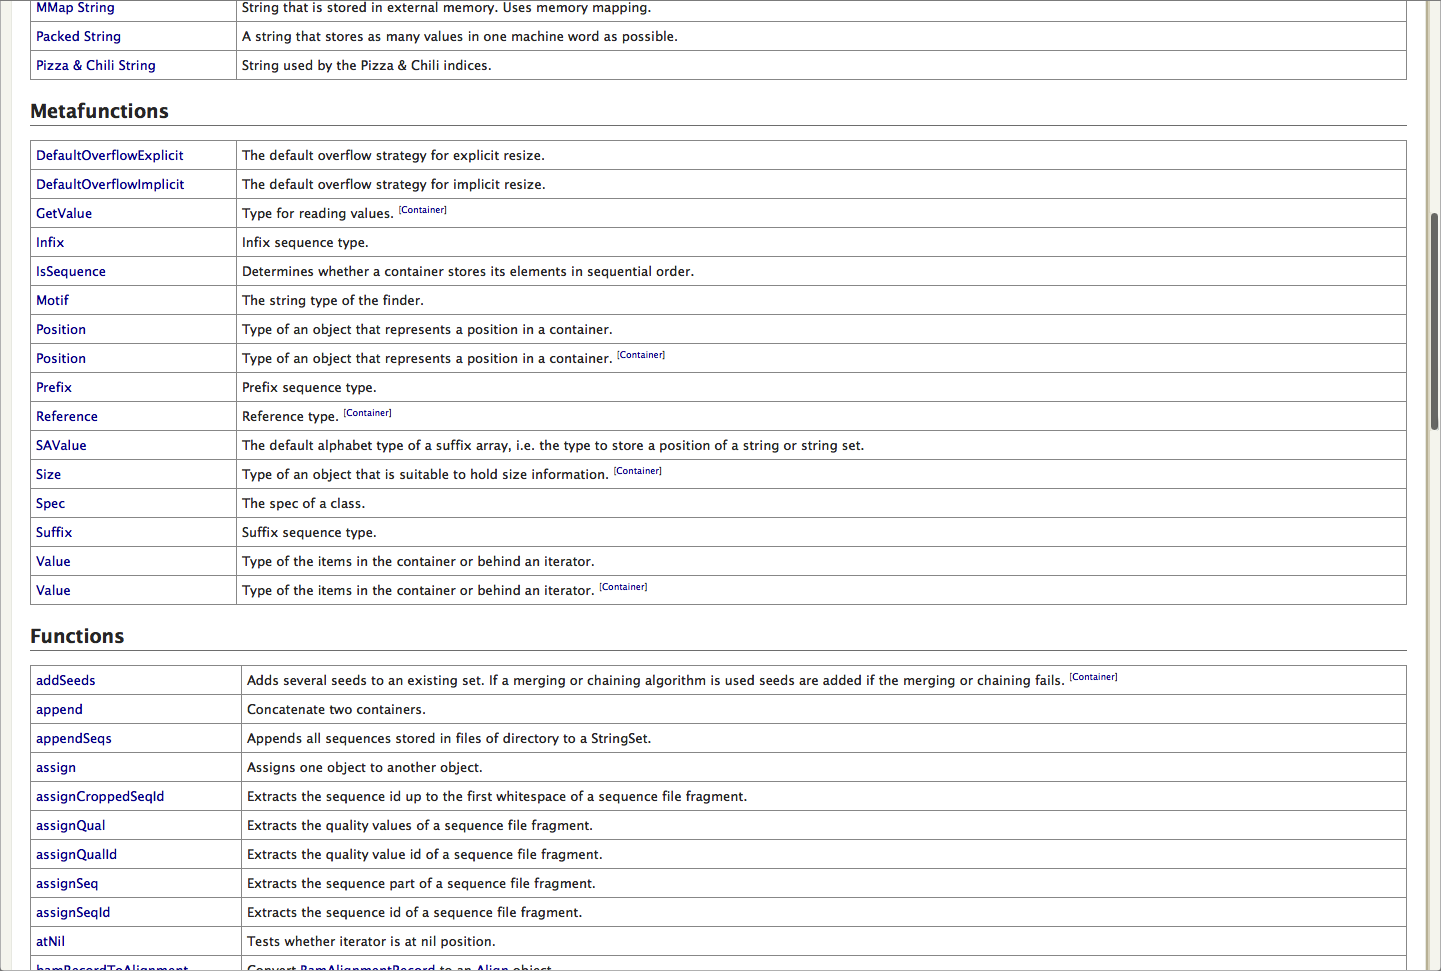 MMap String String that is stored in external memory. Uses memory mapping.
Packed String A string that stores as many values in one machine word as possible.
Pizza & Chili String String used by the Pizza & Chili indices.
Metafunctions
DefaultOverflowExplicit The default overflow strategy for explicit resize.
DefaultOverflowImplicit The default overflow strategy for implicit resize.
GetValue Type for reading values. [Container]
Infix Infix sequence type.
IsSequence Determines whether a container stores its elements in sequential order.
Motif The string type of the finder.
Position Type of an object that represents a position in a container.
Position Type of an object that represents a position in a container. [Container]
Prefix Prefix sequence type.
Reference Reference type. [Container]
SAValue The default alphabet type of a suffix array, i.e. the type to store a position of a string or string set.
Size Type of an object that is suitable to hold size information. [Container]
Spec The spec of a class.
Suffix Suffix sequence type.
Value Type of the items in the container or behind an iterator.
Value Type of the items in the container or behind an iterator. [Container]
Functions
addSeeds Adds several seeds to an existing set. If a merging or chaining algorithm is used seeds are added if the merging or chaining fails. [Container]
append Concatenate two containers.
appendSeqs Appends all sequences stored in files of directory to a StringSet.
assign Assigns one object to another object.
assignCroppedSeqId Extracts the sequence id up to the first whitespace of a sequence file fragment.
assignQual Extracts the quality values of a sequence file fragment.
assignQualId Extracts the quality value id of a sequence file fragment.
assignSeq Extracts the sequence part of a sequence file fragment.
assignSeqId Extracts the sequence id of a sequence file fragment.
atNil Tests whether iterator is at nil position.
bamRecordToAlignment Convert BamAlignmentRecord to an Align object.